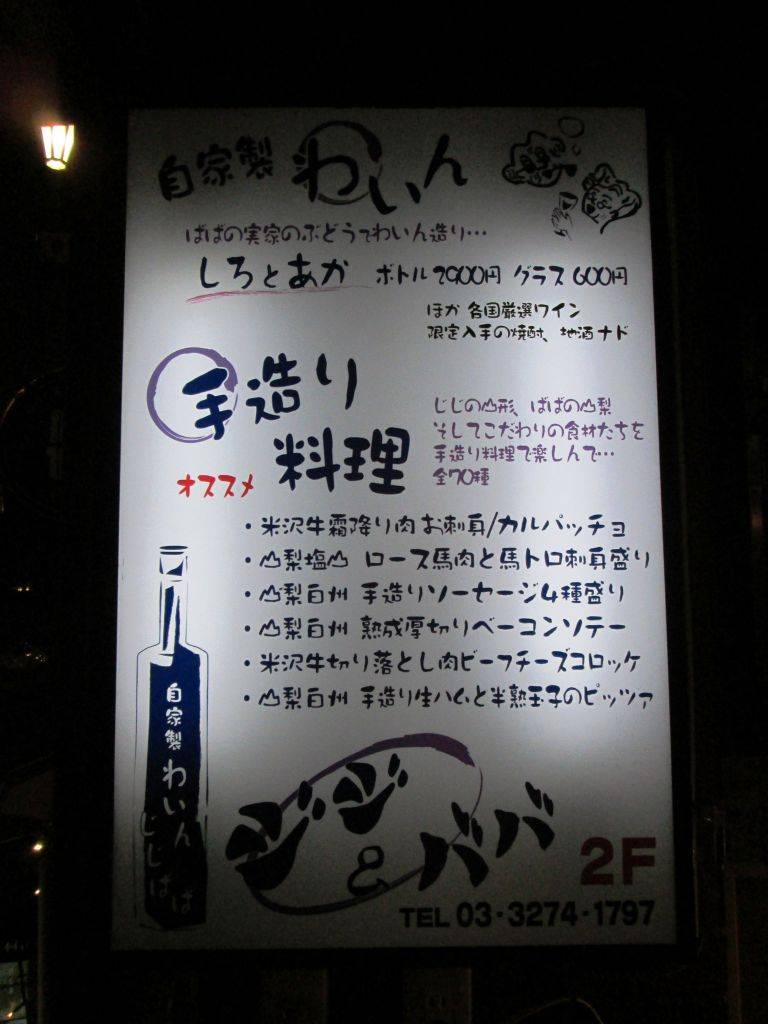 自家製 わいん
ばばの実家のぶどうでわいん造り…
しろとあか ボトル2900円 グラス600円
ほか 各国厳選ワイン
限定入手の焼酎、地酒ナド
手造り
料理
オススメ
じじの山形、ばばの山梨
そしてこだわりの食材たちを
手造り料理で楽しんで…
全70種
・米沢牛霜降り肉お刺身/カルパッチョ
・山梨塩山 ロース馬肉と馬トロ刺身盛り
・山梨白州 手造りソーセージ4種盛り
・山梨白州 熟成厚切りベーコンソテー
・米沢牛切り落とし肉ビーフチーズコロッケ
・山梨白州 手造り生ハムと半熟玉子のピッツァ
自家製
わいん
じじばば
ジジ
&ババ
2F
TEL 03・3274・1797